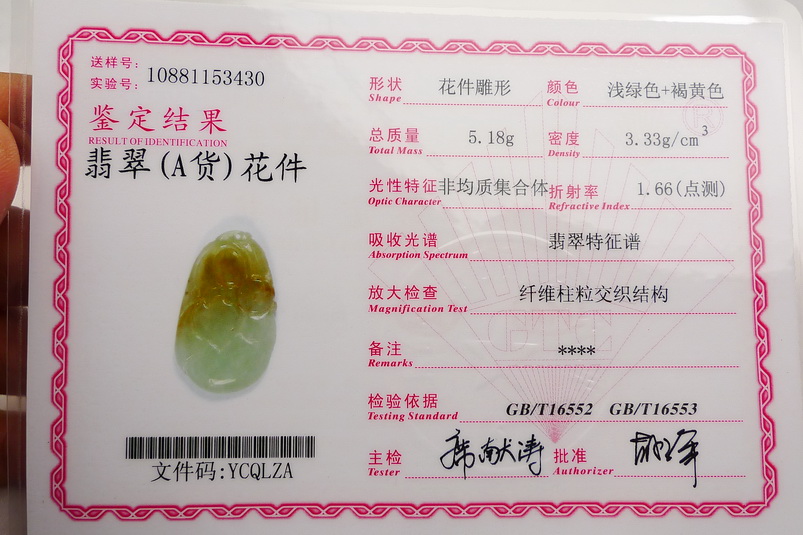 送样号:
实验号: 10881153430
鉴定结果
RESULT OF IDENTIFICATION
翡翠(A货)花件
文件码:YCQLZA
形状 花件雕形 颜色 浅绿色+褐黄色
Shape Colour
总质量 5.18g 密度 3.33g/cm3
Total Mass Density
光性特征 非均质集合体 折射率 1.66(点测)
Optic Character Refractive Index
吸收光谱 翡翠特征谱
Absorption Spectrum
放大检查 纤维柱粒交织结构
Magnification Test
备注 ****
Remarks
检验依据 GB/T16552 GB/T16553
Testing Standard
主检 批准
Tester Authorizer